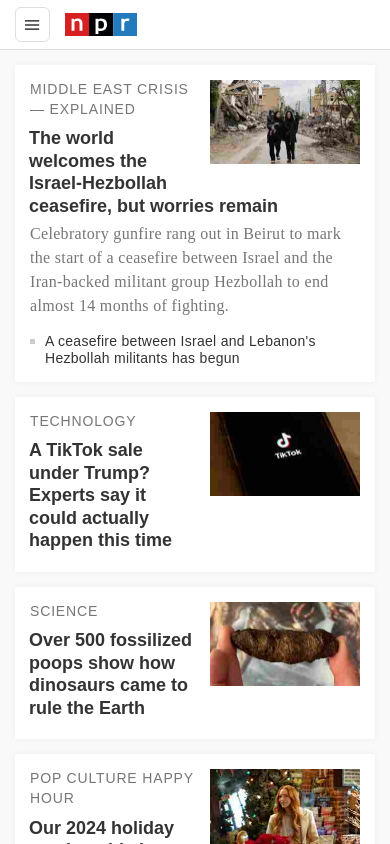 npr
MIDDLE EAST CRISIS
— EXPLAINED
The world
welcomes the
Israel-Hezbollah
ceasefire, but worries remain
Celebratory gunfire rang out in Beirut to mark
the start of a ceasefire between Israel and the
Iran-backed militant group Hezbollah to end
almost 14 months of fighting.
A ceasefire between Israel and Lebanon's
Hezbollah militants has begun
TECHNOLOGY
A TikTok sale
under Trump?
Experts say it
could actually
happen this time
TikTok
SCIENCE
Over 500 fossilized
poops show how
dinosaurs came to
rule the Earth
POP CULTURE HAPPY
HOUR
Our 2024 holiday